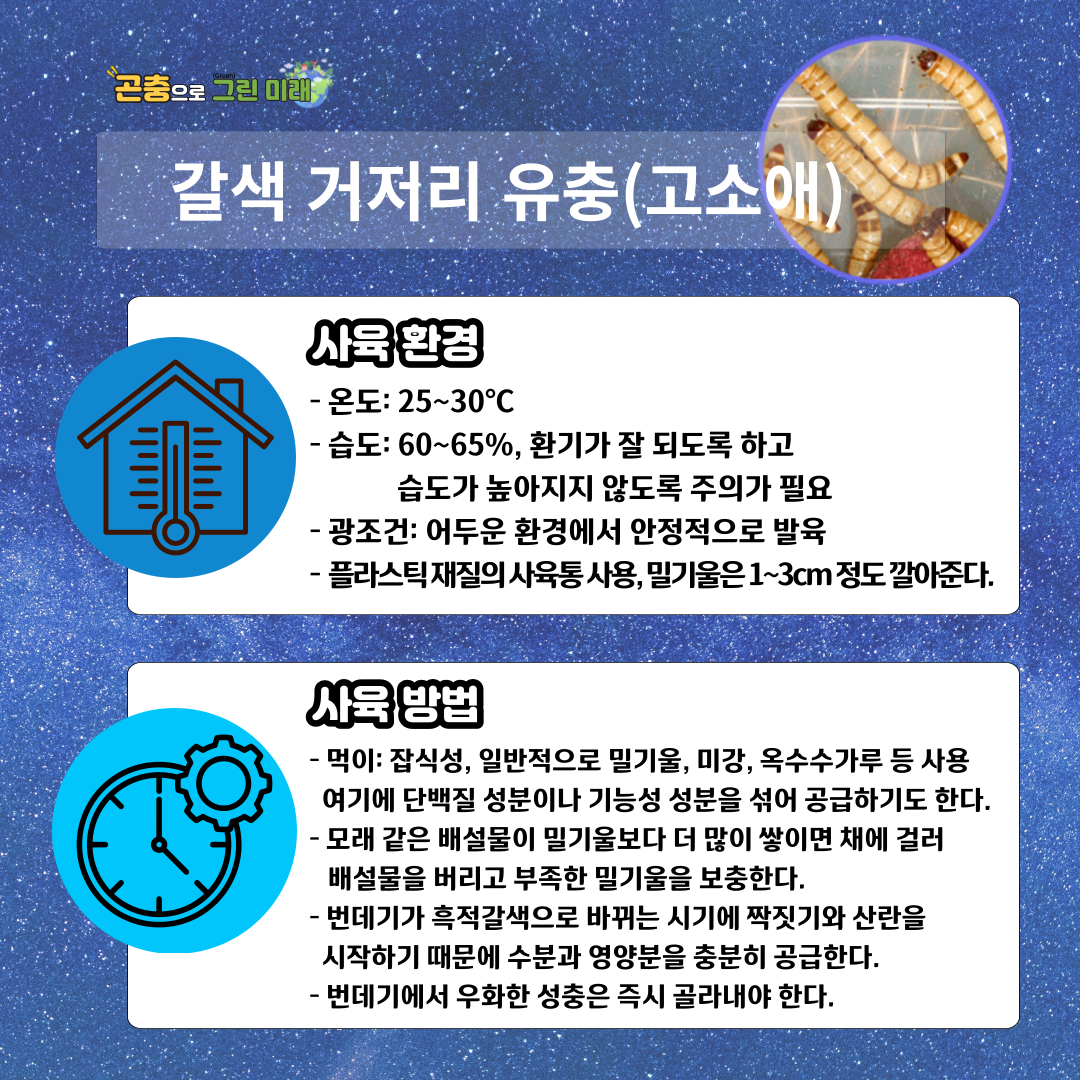 (Green)
곤충으로 그린 미래
갈색 거저리 유충(고소애)
사육 환경
- 온도: 25~30℃
- 습도: 60~65%, 환기가 잘 되도록 하고
습도가 높아지지 않도록 주의가 필요
- 광조건: 어두운 환경에서 안정적으로 발육
- 플라스틱 재질의 사육통 사용, 밀기울은 1~3cm 정도 깔아준다.
사육 방법
- 먹이: 잡식성, 일반적으로 밀기울, 미강, 옥수수가루 등 사용
여기에 단백질 성분이나 기능성 성분을 섞어 공급하기도 한다.
- 모래 같은 배설물이 밀기울보다 더 많이 쌓이면 채에 걸러
배설물을 버리고 부족한 밀기울을 보충한다.
- 번데기가 흑적갈색으로 바뀌는 시기에 짝짓기와 산란을
시작하기 때문에 수분과 영양분을 충분히 공급한다.
- 번데기에서 우화한 성충은 즉시 골라내야 한다.